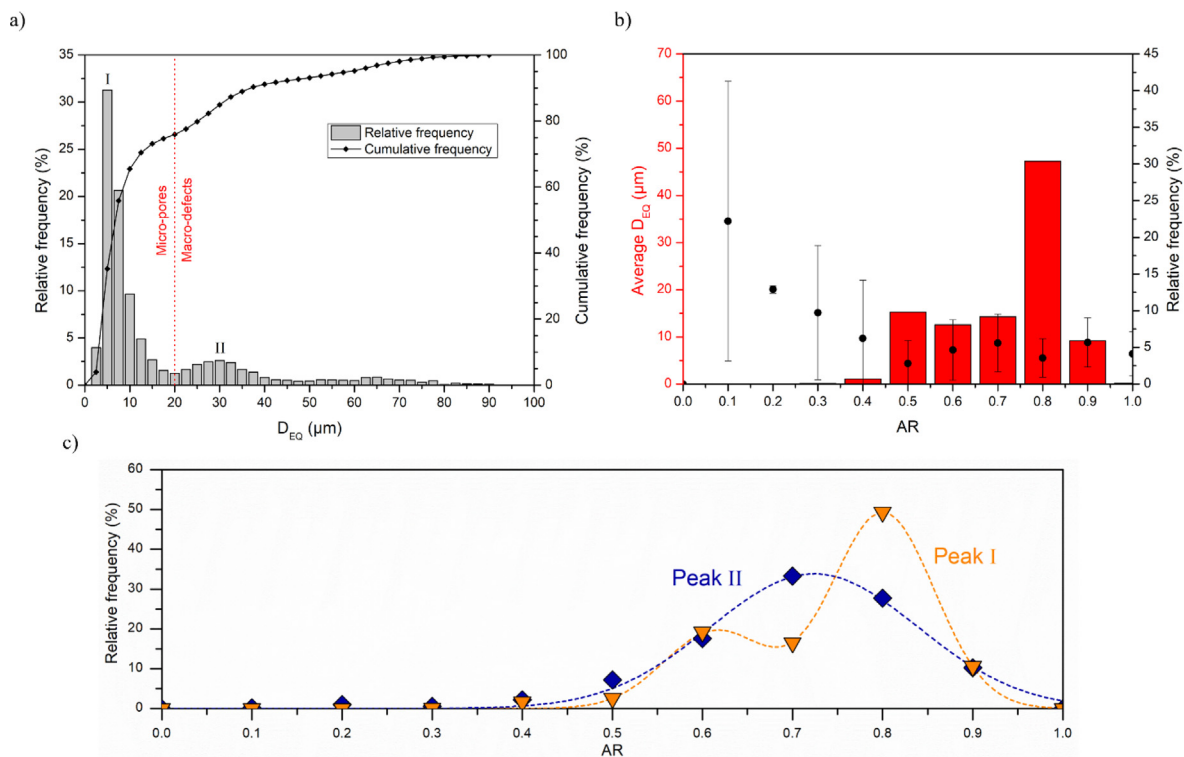 a)
35
30
25
20
15
10
5
0
Relative frequency (%)
I
II
Micro-pores
Macro-defects
Relative frequency
Cumulative frequency
100
80
60
40
20
0
Cumulative frequency (%)
0 10 20 30 40 50 60 70 80 90 100
D_EQ (μm)
b)
70
60
50
40
30
20
10
0
Average D_EQ (μm)
45
40
35
30
25
20
15
10
5
0
Relative frequency (%)
0.0 0.1 0.2 0.3 0.4 0.5 0.6 0.7 0.8 0.9 1.0
AR
c)
60
50
40
30
20
10
0
Relative frequency (%)
Peak II
Peak I
0.0 0.1 0.2 0.3 0.4 0.5 0.6 0.7 0.8 0.9 1.0
AR